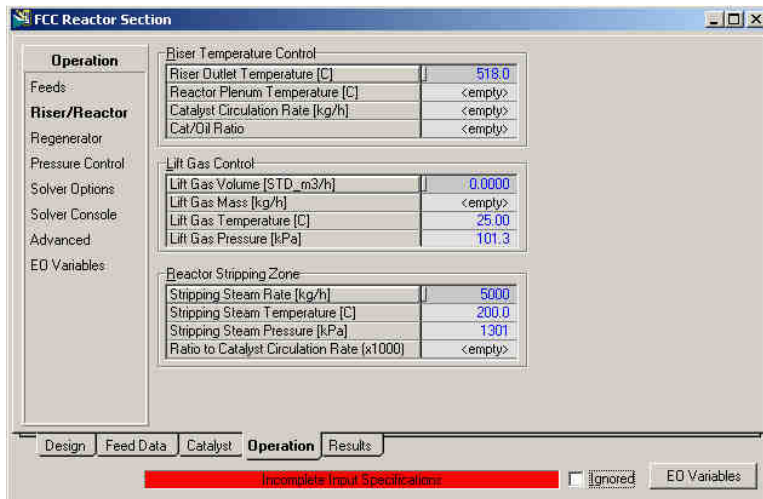 FCC Reactor Section
Operation
Feeds
Riser/Reactor
Regenerator
Pressure Control
Solver Options
Solver Console
Advanced
EO Variables
Riser Temperature Control
Riser Outlet Temperature [C] 518.0
Reactor Plenum Temperature [C] <empty>
Catalyst Circulation Rate [kg/h] <empty>
Cat/Oil Ratio <empty>
Lift Gas Control
Lift Gas Volume [STD_m3/h] 0.0000
Lift Gas Mass [kg/h] <empty>
Lift Gas Temperature [C] 25.00
Lift Gas Pressure [kPa] 101.3
Reactor Stripping Zone
Stripping Steam Rate [kg/h] 5000
Stripping Steam Temperature [C] 200.0
Stripping Steam Pressure [kPa] 1301
Ratio to Catalyst Circulation Rate (x1000) <empty>
Design Feed Data Catalyst Operation Results
Incomplete Input Specifications Ignored EO Variables